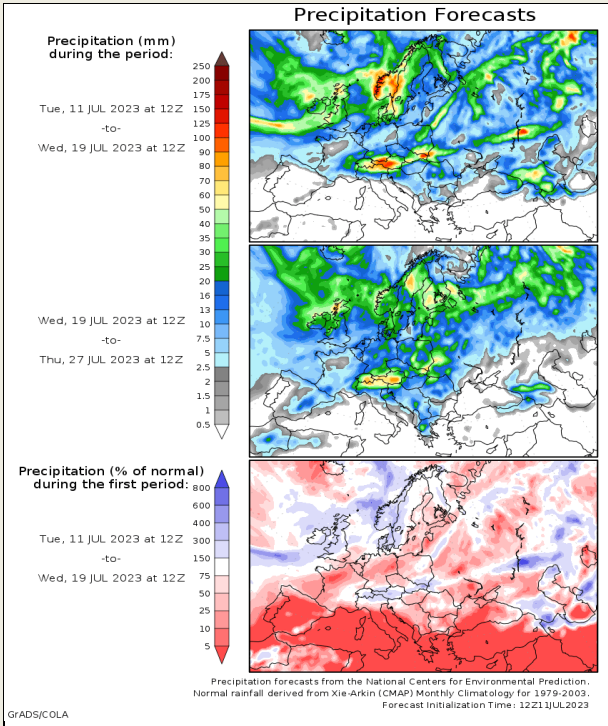 Precipitation Forecasts
Precipitation (mm)
during the period:
Tue, 11 JUL 2023 at 12Z
-to-
Wed, 19 JUL 2023 at 12Z
250
200
175
150
125
100
90
80
70
60
50
40
35
30
25
20
16
13
10
7.5
5
2.5
2
1.5
1
0.5
Wed, 19 JUL 2023 at 12Z
-to-
Thu, 27 JUL 2023 at 12Z
Precipitation (% of normal)
during the first period:
Tue, 11 JUL 2023 at 12Z
-to-
Wed, 19 JUL 2023 at 12Z
800
600
400
300
150
75
50
25
10
5
Precipitation forecasts from the National Centers for Environmental Prediction.
Normal rainfall derived from Xie-Arkin (CMAP) Monthly Climatology for 1979-2003.
Forecast Initialization Time: 12Z11JUL2023
GrADS/COLA